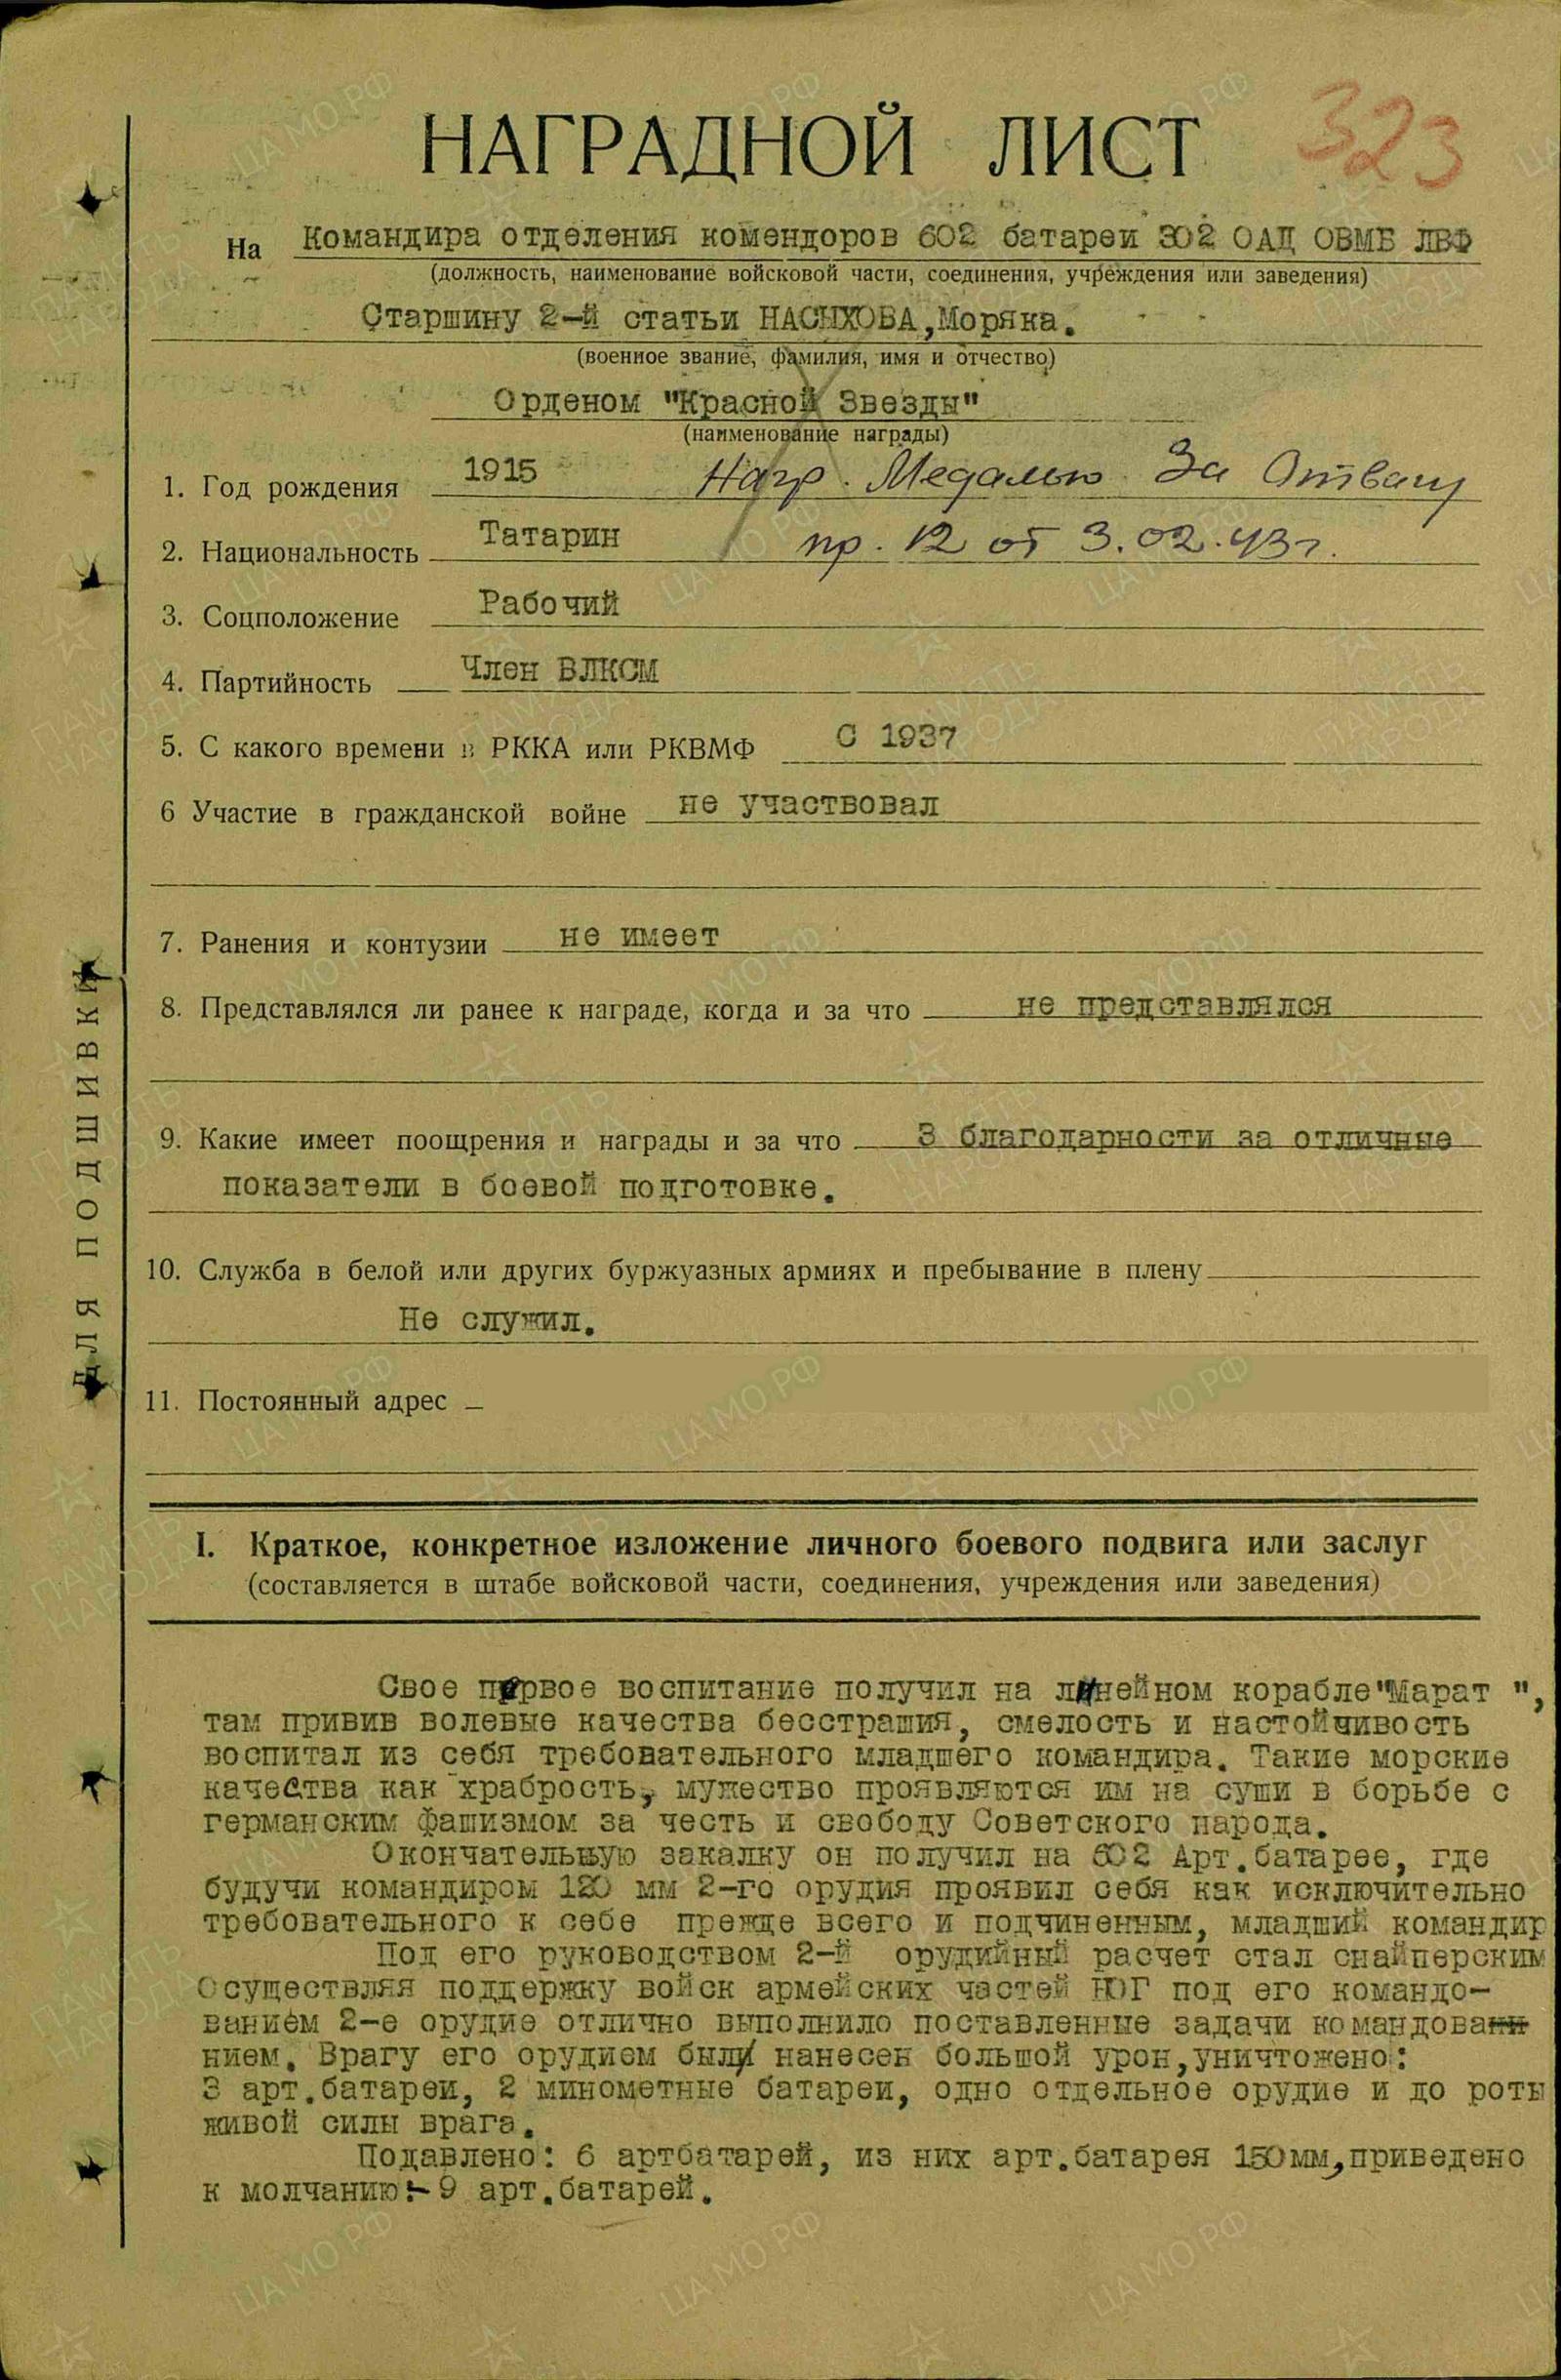 323
НАГРАДНОЙ ЛИСТ
На Командира отделения комендоров 602 батареи 302 ОАД ОВМБ ЛВФ
(должность, наименование войсковой части, соединения, учреждения или заведения)
Старшину 2-й статьи НАСЫХОВА,Моряка.
(военное звание, фамилия, имя и отчество)
Орденом "Красной Звезды"
(наименование награды)
1. Год рождения 1915 Нагр. Медалью За Отвагу
2. Национальность Татарин пр. 12 от 3.02.43г.
3. Соцположение Рабочий
4. Партийность Член ВЛКСМ
5. С какого времени в РККА или РКВМФ С 1937
6 Участие в гражданской войне не участвовал
7. Ранения и контузии не имеет
8. Представлялся ли ранее к награде, когда и за что не представлялся
9. Какие имеет поощрения и награды и за что 3 благодарности за отличные
показатели в боевой подготовке.
10. Служба в белой или других буржуазных армиях и пребывание в плену
Не служил.
11. Постоянный адрес
ДЛЯ ПОДШИВКИ
I. Краткое, конкретное изложение личного боевого подвига или заслуг
(составляется в штабе войсковой части, соединения, учреждения или заведения)
Свое первое воспитание получил на линейном корабле"Марат ",
там привив волевые качества бесстрашия, смелость и настойчивость
воспитал из себя требовательного младшего командира. Такие морские
качества как храбрость, мужество проявляются им на суши в борьбе с
германским фашизмом за честь и свободу Советского народа.
Окончательную закалку он получил на 602 Арт.батарее, где
будучи командиром 120 мм 2-го орудия проявил себя как исключительно
требовательного к себе прежде всего и подчиненным, младший командир
Под его руководством 2-й орудийный расчет стал снайперским
Осуществляя поддержку войск армейских частей ЮГ под его командо-
ванием 2-е орудие отлично выполнило поставленные задачи командовани
нием. Врагу его орудием был нанесен большой урон,уничтожено:
3 арт.батареи, 2 минометные батареи, одно отдельное орудие и до роты
живой силы врага.
Подавлено: 6 артбатарей, из них арт.батарея 150мм,приведено
к молчанию:- 9 арт.батарей.